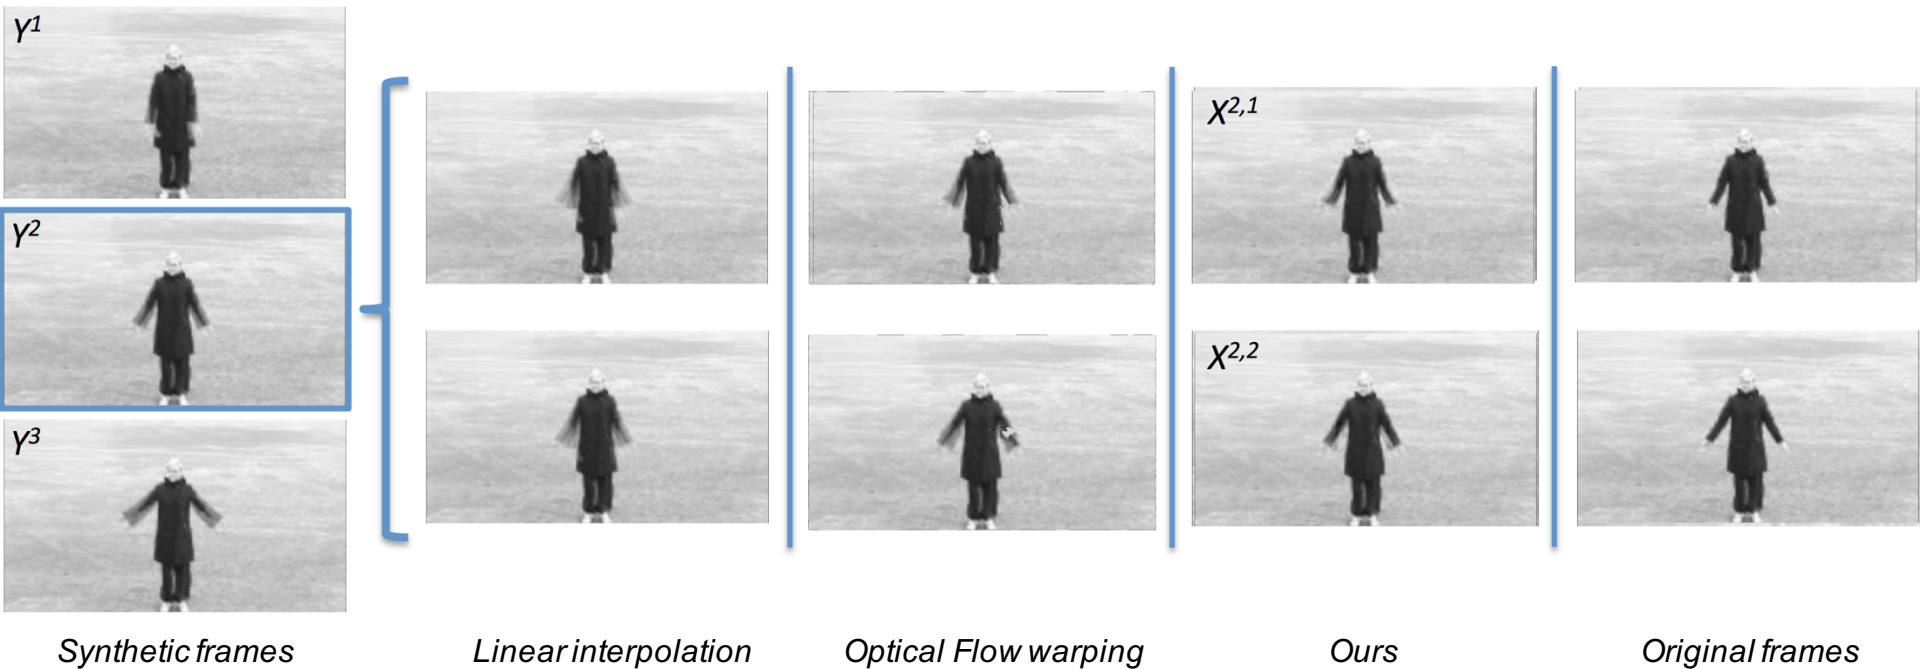 Y1
Y2
Y3
X2,1
X2,2
Synthetic frames
Linear interpolation
Optical Flow warping
Ours
Original frames